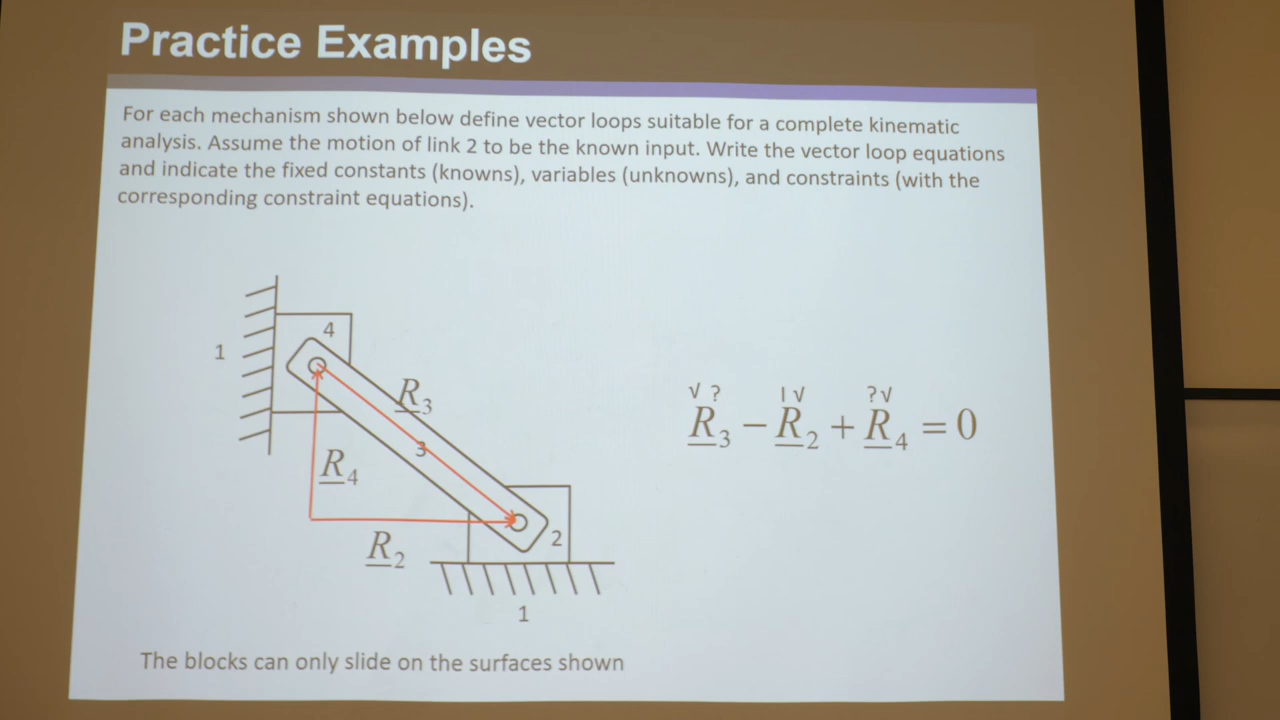 Practice Examples
For each mechanism shown below define vector loops suitable for a complete kinematic
analysis. Assume the motion of link 2 to be the known input. Write the vector loop equations
and indicate the fixed constants (knowns), variables (unknowns), and constraints (with the
corresponding constraint equations).
4
1
R3
3
R4
R2
2
1
√ ? I √ ? √
R3 − R2 + R4 = 0
The blocks can only slide on the surfaces shown